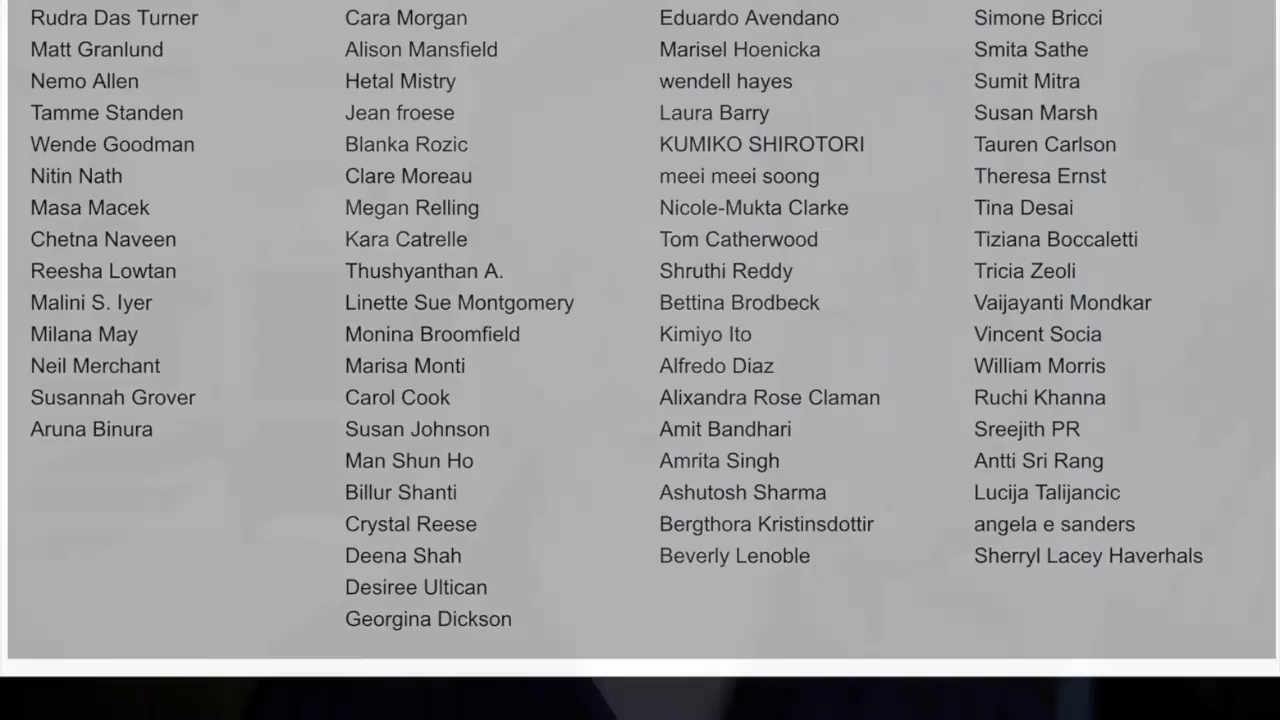 Rudra Das Turner
Matt Granlund
Nemo Allen
Tamme Standen
Wende Goodman
Nitin Nath
Masa Macek
Chetna Naveen
Reesha Lowtan
Malini S. Iyer
Milana May
Neil Merchant
Susannah Grover
Aruna Binura
Cara Morgan
Alison Mansfield
Hetal Mistry
Jean froese
Blanka Rozic
Clare Moreau
Megan Relling
Kara Catrelle
Thushyanthan A.
Linette Sue Montgomery
Monina Broomfield
Marisa Monti
Carol Cook
Susan Johnson
Man Shun Ho
Billur Shanti
Crystal Reese
Deena Shah
Desiree Ultican
Georgina Dickson
Eduardo Avendano
Marisel Hoenicka
wendell hayes
Laura Barry
KUMIKO SHIROTORI
meei meei soong
Nicole-Mukta Clarke
Tom Catherwood
Shruthi Reddy
Bettina Brodbeck
Kimiyo Ito
Alfredo Diaz
Alixandra Rose Claman
Amit Bandhari
Amrita Singh
Ashutosh Sharma
Bergthora Kristinsdottir
Beverly Lenoble
Simone Bricci
Smita Sathe
Sumit Mitra
Susan Marsh
Tauren Carlson
Theresa Ernst
Tina Desai
Tiziana Boccaletti
Tricia Zeoli
Vaijayanti Mondkar
Vincent Socia
William Morris
Ruchi Khanna
Sreejith PR
Antti Sri Rang
Lucija Talijancic
angela e sanders
Sherryl Lacey Haverhals